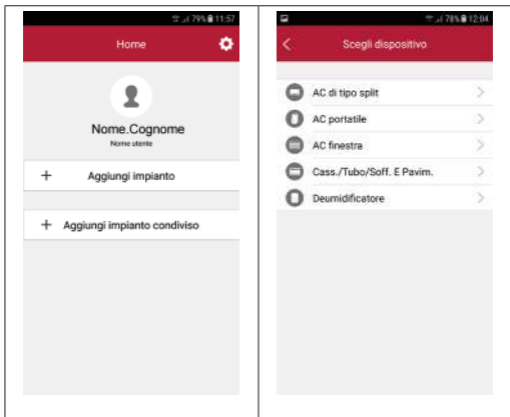 79% 11:57
Home
Nome.Cognome
Nome utente
+ Aggiungi impianto
+ Aggiungi impianto condiviso
78% 12:04
Scegli dispositivo
AC di tipo split
AC portatile
AC finestra
Cass./Tubo/Soff. E Pavim.
Deumidificatore